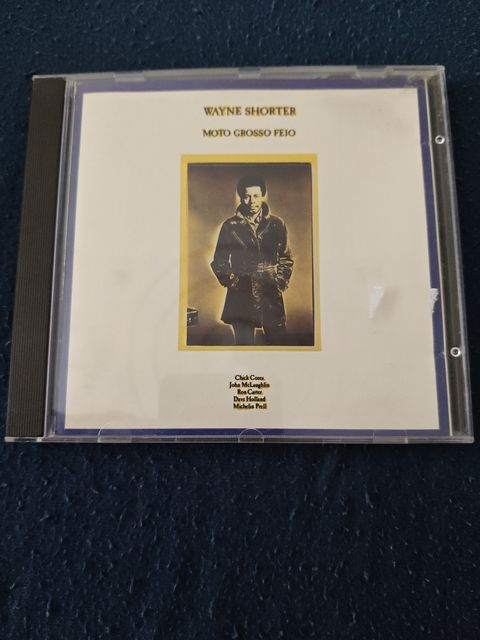 WAYNE SHORTER
MOTO GROSSO FEIO
Chick Corea
John McLaughlin
Ron Carter
Dave Holland
Michelin Prell